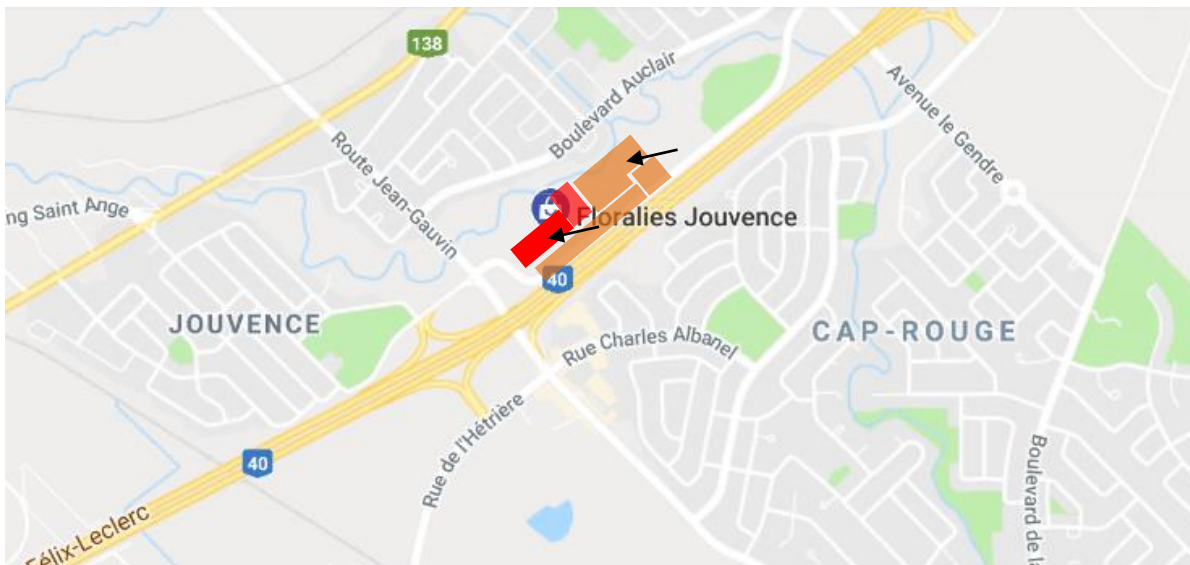 138
Boulevard Auclair
Avenue le Gendre
Route Jean-Gauvin
ng Saint Ange
Floralies Jouvence
40
JOUVENCE
CAP-ROUGE
Rue Charles Albanel
Rue de l'Hêtrière
40
Boulevard de la
Félix-Leclerc